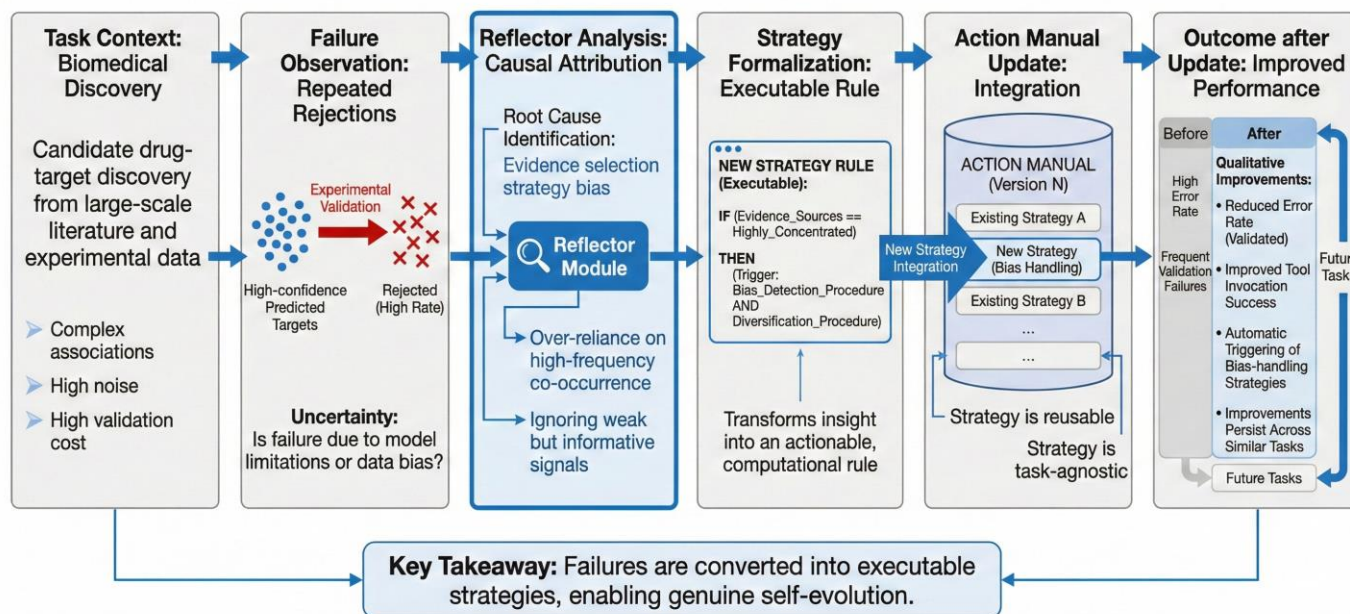 Task Context:
Biomedical
Discovery
Candidate drug-
target discovery
from large-scale
literature and
experimental data
Complex
associations
High noise
High validation
cost
Failure
Observation:
Repeated
Rejections
Experimental
Validation
High-confidence
Predicted
Targets
Rejected
(High Rate)
Uncertainty:
Is failure due to model
limitations or data bias?
Reflector Analysis:
Causal Attribution
Root Cause
Identification:
Evidence selection
strategy bias
Reflector
Module
Over-reliance on
high-frequency
co-occurrence
Ignoring weak
but informative
signals
Strategy
Formalization:
Executable Rule
NEW STRATEGY RULE
(Executable):
IF (Evidence_Sources ==
Highly_Concentrated)
THEN
(Trigger:
Bias_Detection_Procedure
AND
Diversification_Procedure)
Transforms insight
into an actionable,
computational rule
Action Manual
Update:
Integration
New Strategy
Integration
ACTION MANUAL
(Version N)
Existing Strategy A
New Strategy
(Bias Handling)
Existing Strategy B
...
...
Strategy is reusable
Strategy is
task-agnostic
Outcome after
Update: Improved
Performance
Before
High
Error
Rate
Frequent
Validation
Failures
After
Qualitative
Improvements:
• Reduced Error
Rate
(Validated)
• Improved Tool
Invocation
Success
• Automatic
Triggering of
Bias-handling
Strategies
• Improvements
Persist Across
Similar Tasks
Future
Task
Future Tasks
Key Takeaway: Failures are converted into executable
strategies, enabling genuine self-evolution.